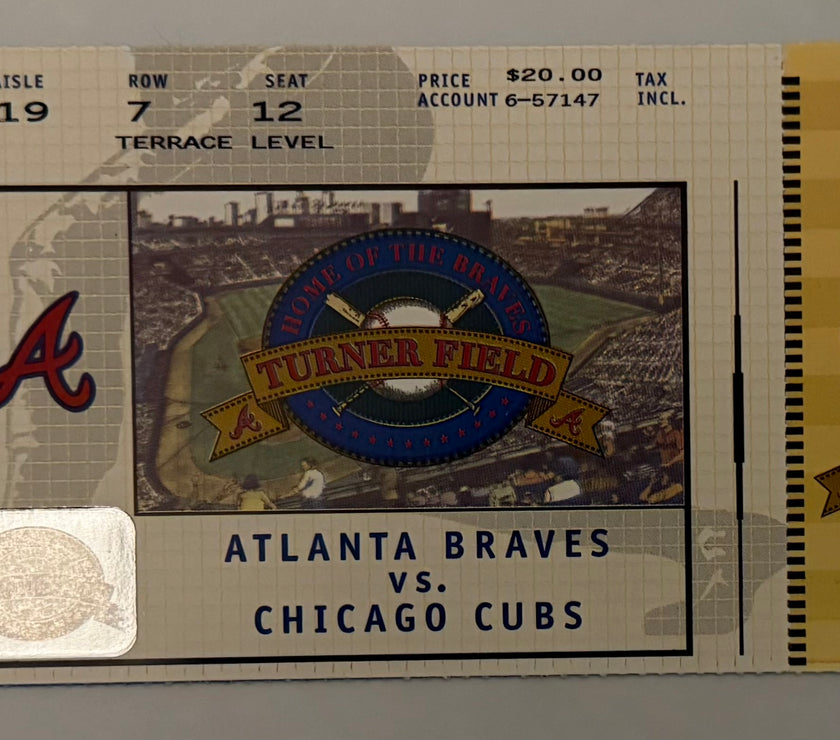 AISLE ROW SEAT PRICE $20.00 TAX
19 7 12 ACCOUNT 6-57147 INCL.
TERRACE LEVEL
HOME OF THE BRAVES
TURNER FIELD
A
A
A
ATLANTA BRAVES
vs.
CHICAGO CUBS